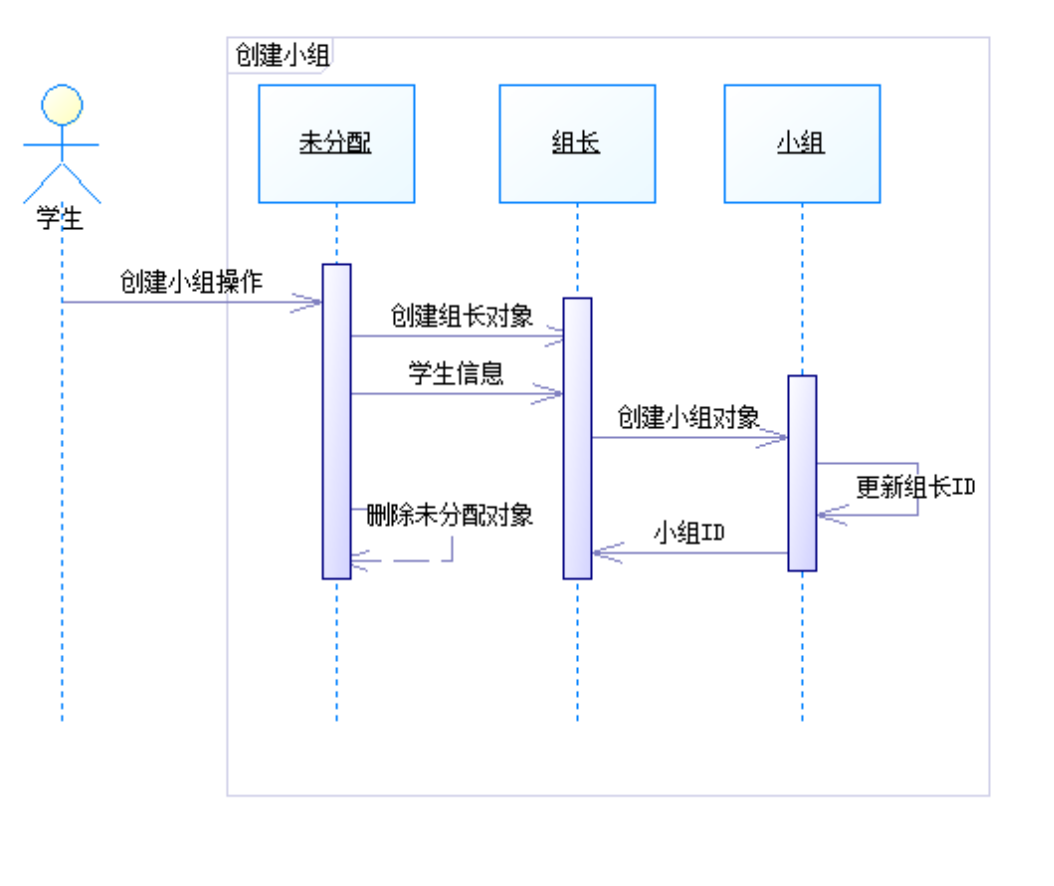 创建小组
未分配
组长
小组
学生
创建小组操作
创建组长对象
学生信息
创建小组对象
更新组长ID
删除未分配对象
小组ID